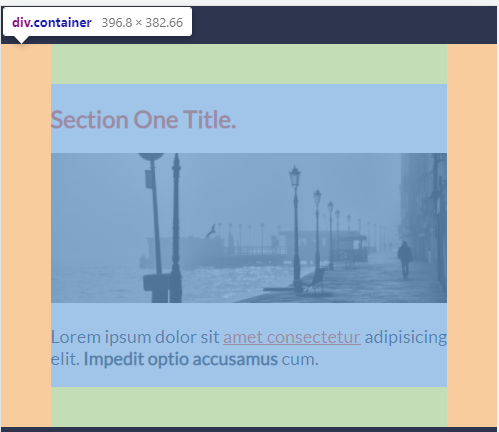 div.container 396.8 × 382.66
Section One Title.
Lorem ipsum dolor sit amet consectetur adipisicing
elit. Impedit optio accusamus cum.